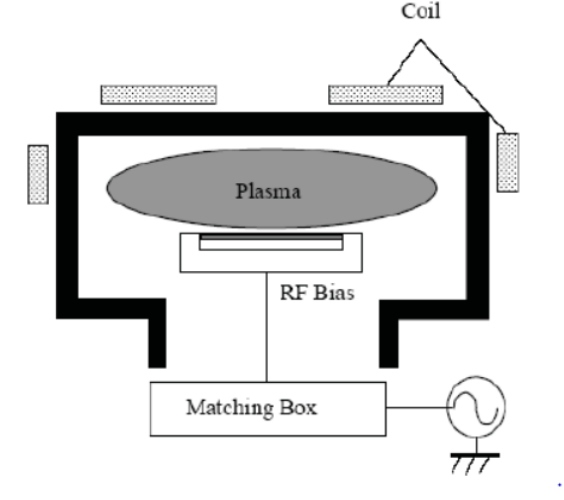 Coil
Plasma
RF Bias
Matching Box